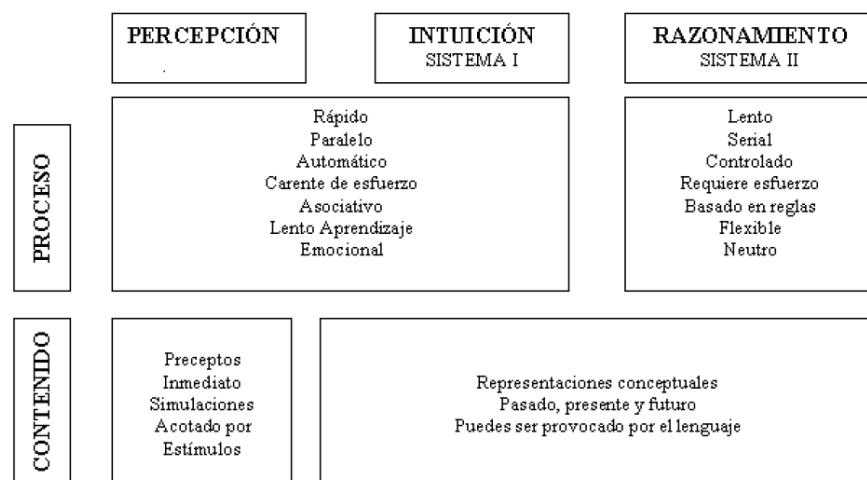 PERCEPCIÓN
INTUICIÓN
SISTEMA I
RAZONAMIENTO
SISTEMA II
PROCESO
Rápido
Paralelo
Automático
Carente de esfuerzo
Asociativo
Lento Aprendizaje
Emocional
Lento
Serial
Controlado
Requiere esfuerzo
Basado en reglas
Flexible
Neutro
CONTENIDO
Preceptos
Inmediato
Simulaciones
Acotado por
Estímulos
Representaciones conceptuales
Pasado, presente y futuro
Puedes ser provocado por el lenguaje